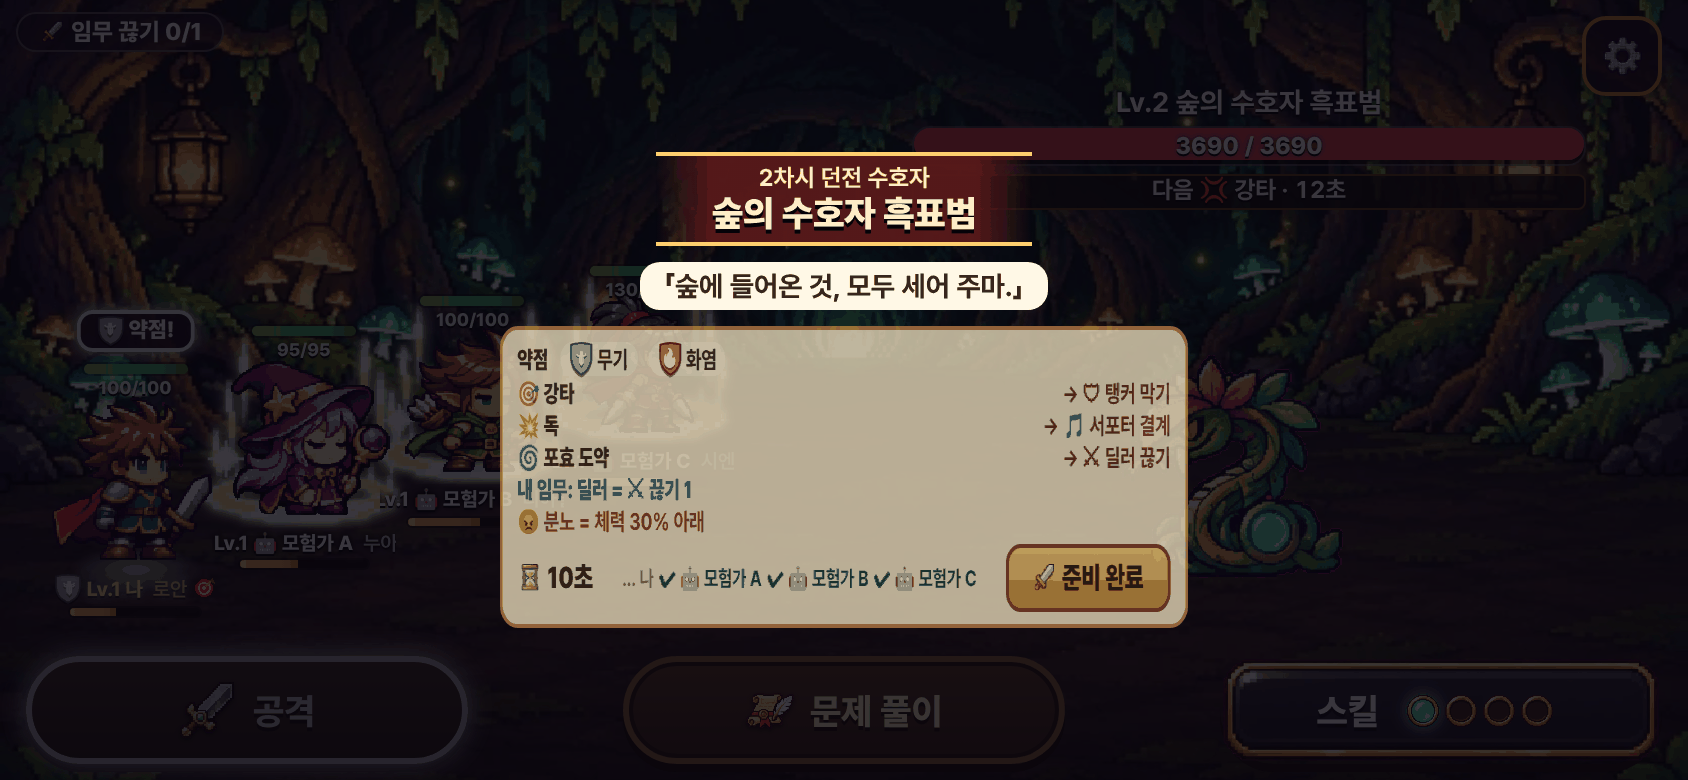 임무 끊기 0/1
Lv.2 숲의 수호자 흑표범
3690 / 3690
다음 강타 · 12초
2차시 던전 수호자
숲의 수호자 흑표범
「숲에 들어온 것, 모두 세어 주마.」
약점!
100/100
95/95
100/100
130
약점 무기 화염
강타 → 탱커 막기
독 → 서포터 결계
포효 도약 → 딜러 끊기
내 임무: 딜러 = 끊기 1
분노 = 체력 30% 아래
10초 ... 나 ✔ 모험가 A ✔ 모험가 B ✔ 모험가 C
준비 완료
모험가 C 시엔
Lv.1 모험가 B
Lv.1 모험가 A 누아
Lv.1 나 로안
공격
문제 풀이
스킬